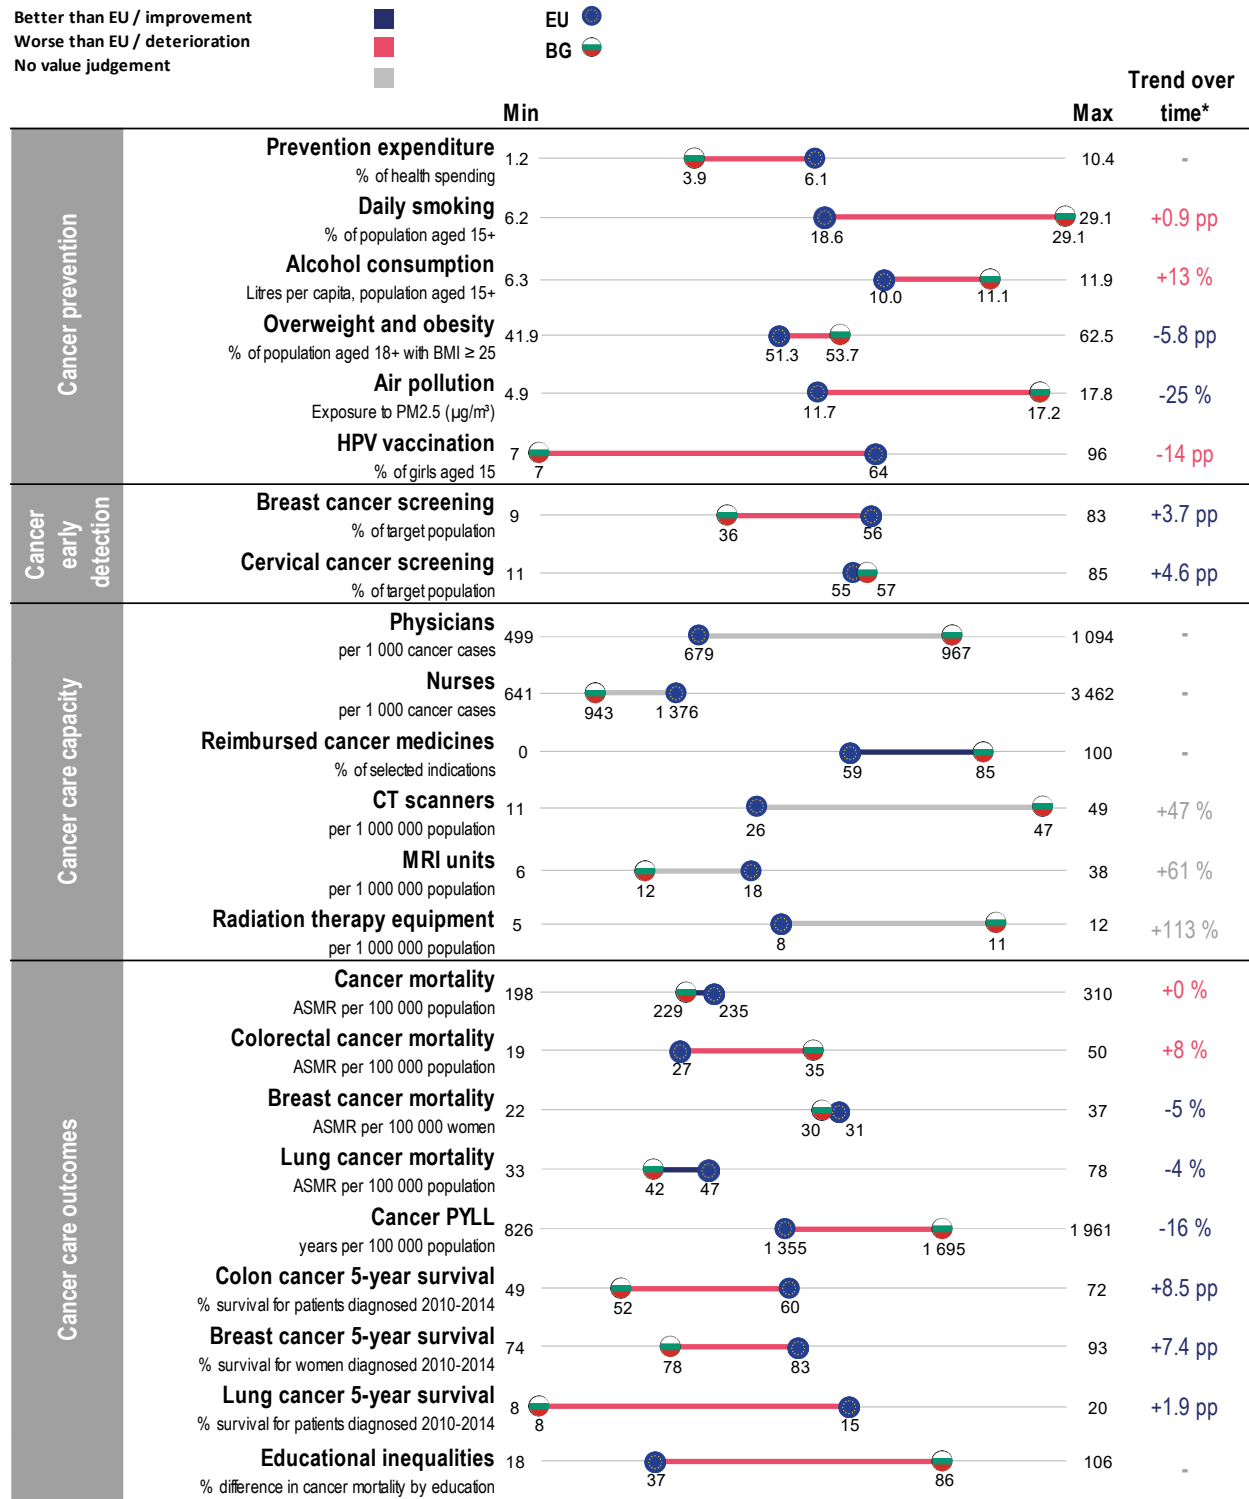 Better than EU / improvement
Worse than EU / deterioration
No value judgement
EU
BG
Min
Max
Trend over
time*
Cancer prevention
Prevention expenditure
% of health spending
1.2
3.9
6.1
10.4
-
Daily smoking
% of population aged 15+
6.2
18.6
29.1
29.1
+0.9 pp
Alcohol consumption
Litres per capita, population aged 15+
6.3
10.0
11.1
11.9
+13 %
Overweight and obesity
% of population aged 18+ with BMI ≥ 25
41.9
51.3
53.7
62.5
-5.8 pp
Air pollution
Exposure to PM2.5 (µg/m³)
4.9
11.7
17.2
17.8
-25 %
HPV vaccination
% of girls aged 15
7
7
64
96
-14 pp
Cancer
early
detection
Breast cancer screening
% of target population
9
36
56
83
+3.7 pp
Cervical cancer screening
% of target population
11
55
57
85
+4.6 pp
Cancer care capacity
Physicians
per 1 000 cancer cases
499
679
967
1 094
-
Nurses
per 1 000 cancer cases
641
943
1 376
3 462
-
Reimbursed cancer medicines
% of selected indications
0
59
85
100
-
CT scanners
per 1 000 000 population
11
26
47
49
+47 %
MRI units
per 1 000 000 population
6
12
18
38
+61 %
Radiation therapy equipment
per 1 000 000 population
5
8
11
12
+113 %
Cancer care outcomes
Cancer mortality
ASMR per 100 000 population
198
229
235
310
+0 %
Colorectal cancer mortality
ASMR per 100 000 population
19
27
35
50
+8 %
Breast cancer mortality
ASMR per 100 000 women
22
30
31
37
-5 %
Lung cancer mortality
ASMR per 100 000 population
33
42
47
78
-4 %
Cancer PYLL
years per 100 000 population
826
1 355
1 695
1 961
-16 %
Colon cancer 5-year survival
% survival for patients diagnosed 2010-2014
49
52
60
72
+8.5 pp
Breast cancer 5-year survival
% survival for women diagnosed 2010-2014
74
78
83
93
+7.4 pp
Lung cancer 5-year survival
% survival for patients diagnosed 2010-2014
8
8
15
20
+1.9 pp
Educational inequalities
% difference in cancer mortality by education
18
37
86
106
-